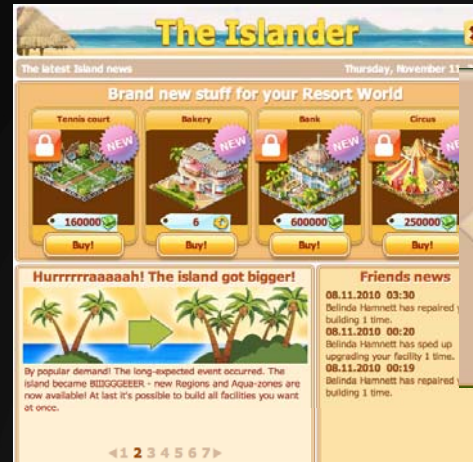 The Islander
The latest Island news
Thursday, November 11
Brand new stuff for your Resort World
Tennis court
Bakery
Bank
Circus
NEW
NEW
NEW
160000
6
600000
250000
Buy!
Buy!
Buy!
Buy!
Hurrrrraaaaah! The island got bigger!
By popular demand! The long-expected event occurred. The
island became BIIIGGGEEER - new Regions and Aqua-zones are
now available! At last it's possible to build all facilities you want
at once.
1 2 3 4 5 6 7
Friends news
08.11.2010 03:30
Belinda Hamnett has repaired
building 1 time.
08.11.2010 00:20
Belinda Hamnett has sped up
upgrading your facility 1 time.
08.11.2010 00:19
Belinda Hamnett has repaired
building 1 time.